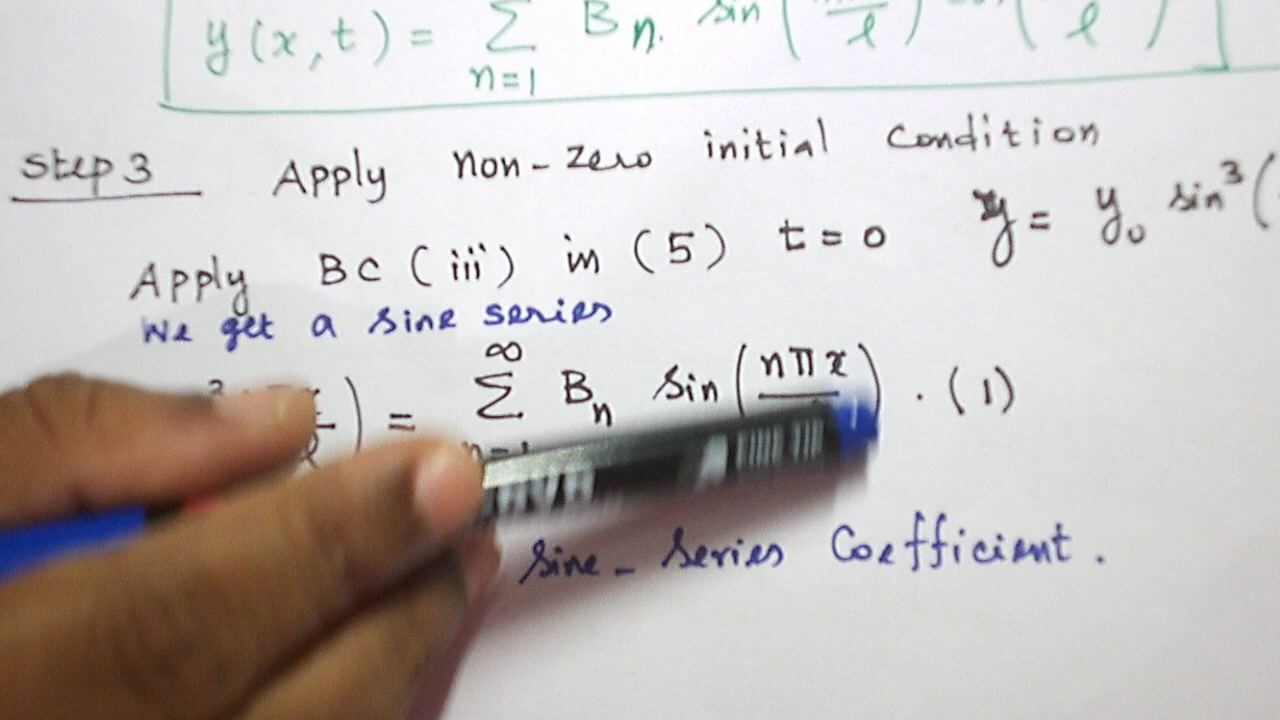 y(x,t) = Σ n=1 Bn sin( l ) ( l )
Step 3 Apply non-zero initial condition
Apply BC (iii) in (5) t=0 y = y₀ sin³(
We get a sine series
) = ∞ Σ n=1 Bn sin(nπx ) . (1)
sine - series Coefficient .